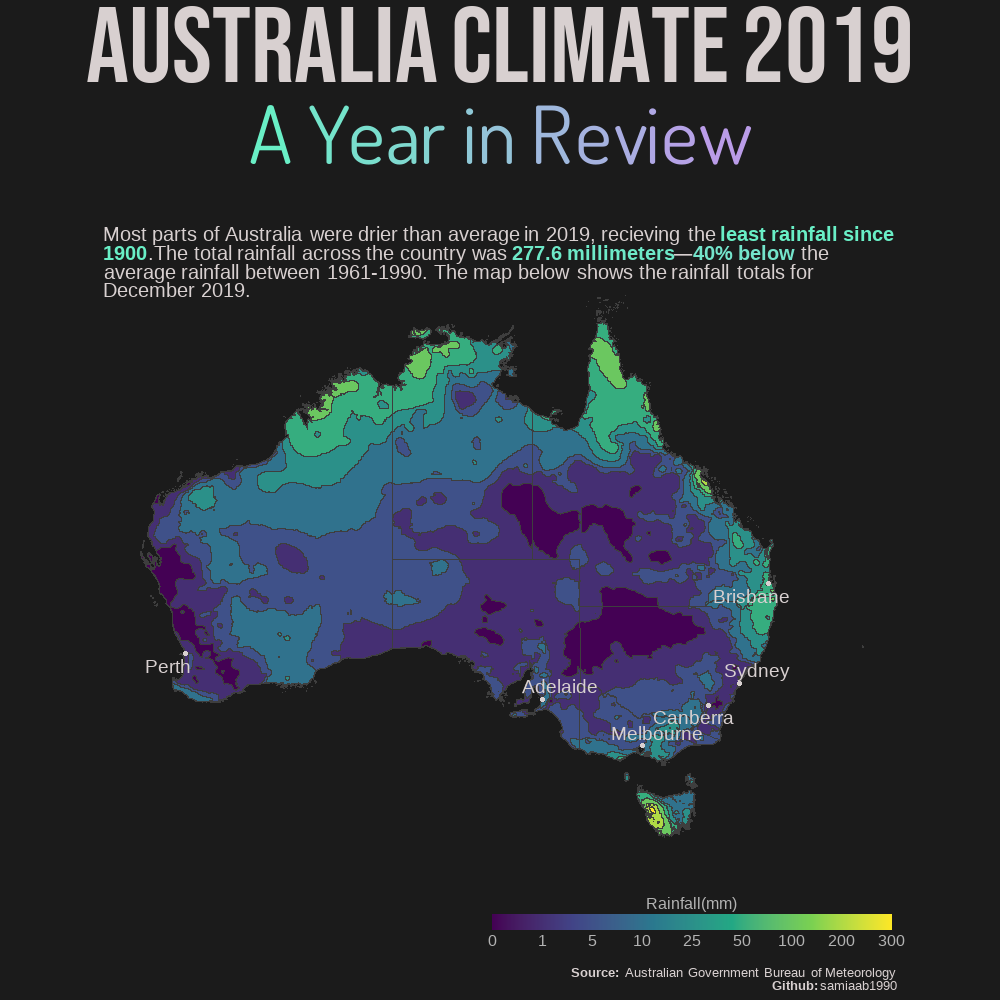 AUSTRALIA CLIMATE 2019
A Year in Review
Most parts of Australia were drier than average in 2019, recieving the least rainfall since
1900.The total rainfall across the country was 277.6 millimeters—40% below the
average rainfall between 1961-1990. The map below shows the rainfall totals for
December 2019.
Brisbane
Perth
Sydney
Adelaide
Canberra
Melbourne
Rainfall(mm)
0 1 5 10 25 50 100 200 300
Source: Australian Government Bureau of Meteorology
Github:samiaab1990